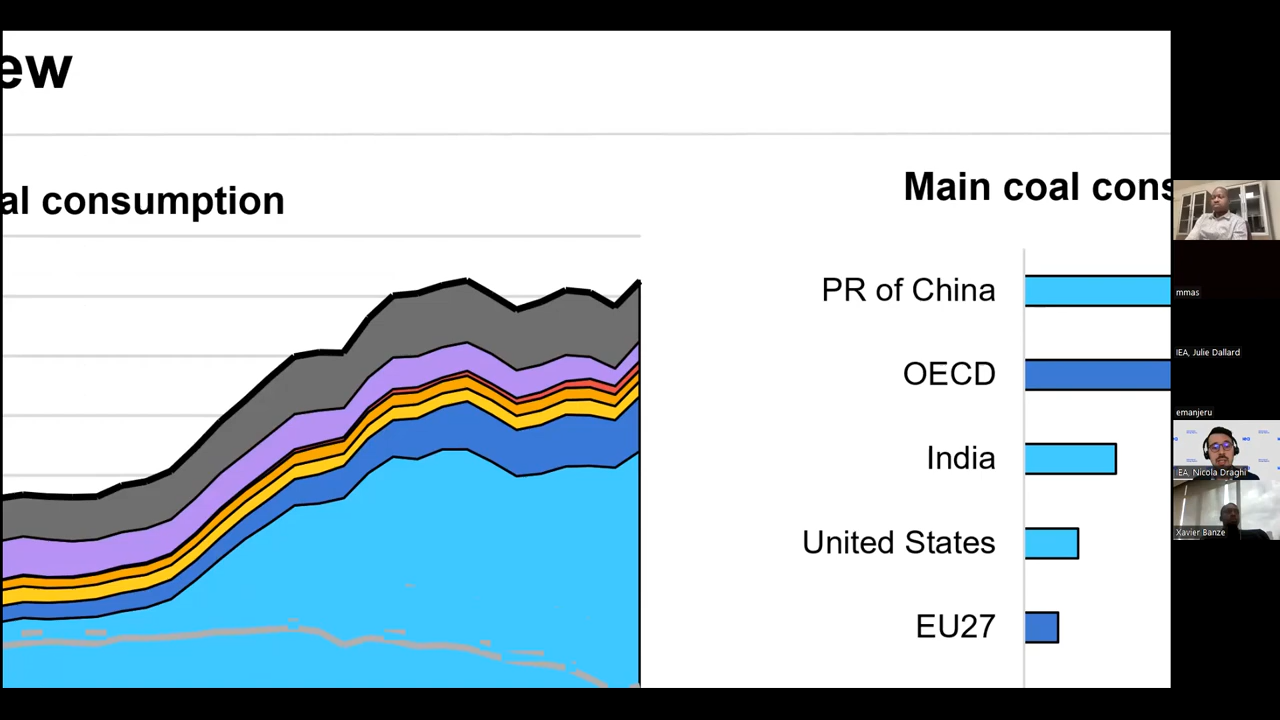 ew
al consumption
Main coal cons
PR of China
OECD
India
United States
EU27
mmas
IEA, Julie Dallard
emanjeru
EA, Nicola Draghi
Xavier Banze